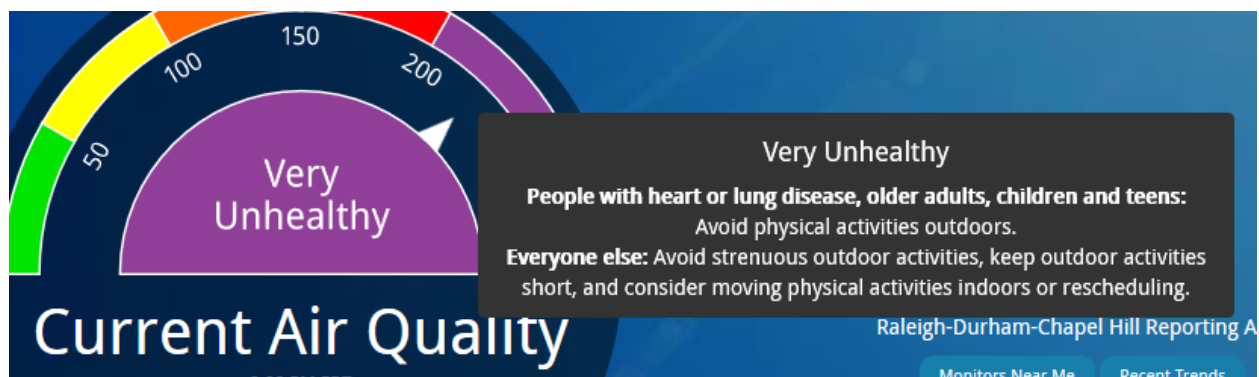 150
100
200
50
Very
Unhealthy
Very Unhealthy
People with heart or lung disease, older adults, children and teens:
Avoid physical activities outdoors.
Everyone else: Avoid strenuous outdoor activities, keep outdoor activities
short, and consider moving physical activities indoors or rescheduling.
Current Air Quality
Raleigh-Durham-Chapel Hill Reporting A
Monitors Near Me
Recent Trends